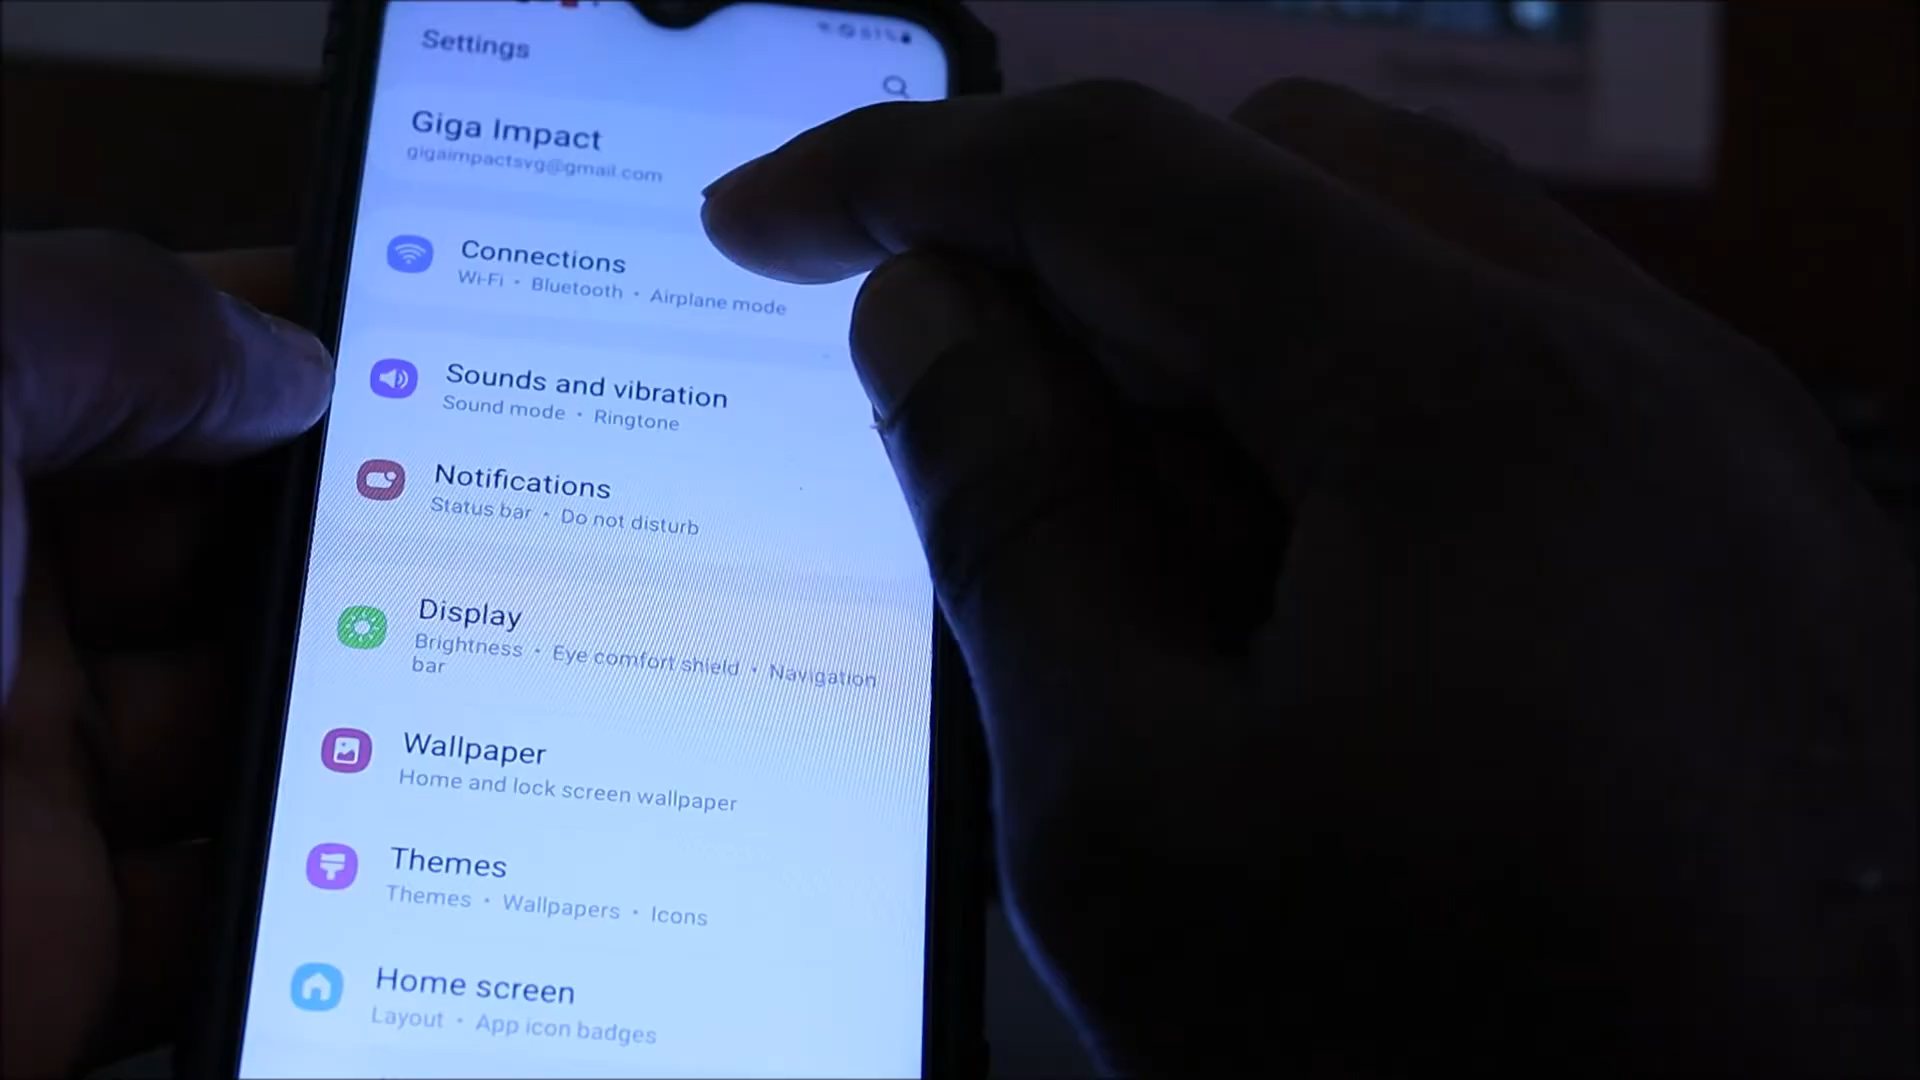 61%
Settings
Giga Impact
gigaimpactsvg@gmail.com
Connections
Wi-Fi • Bluetooth • Airplane mode
Sounds and vibration
Sound mode • Ringtone
Notifications
Status bar • Do not disturb
Display
Brightness • Eye comfort shield • Navigation
bar
Wallpaper
Home and lock screen wallpaper
Themes
Themes • Wallpapers • Icons
Home screen
Layout • App icon badges